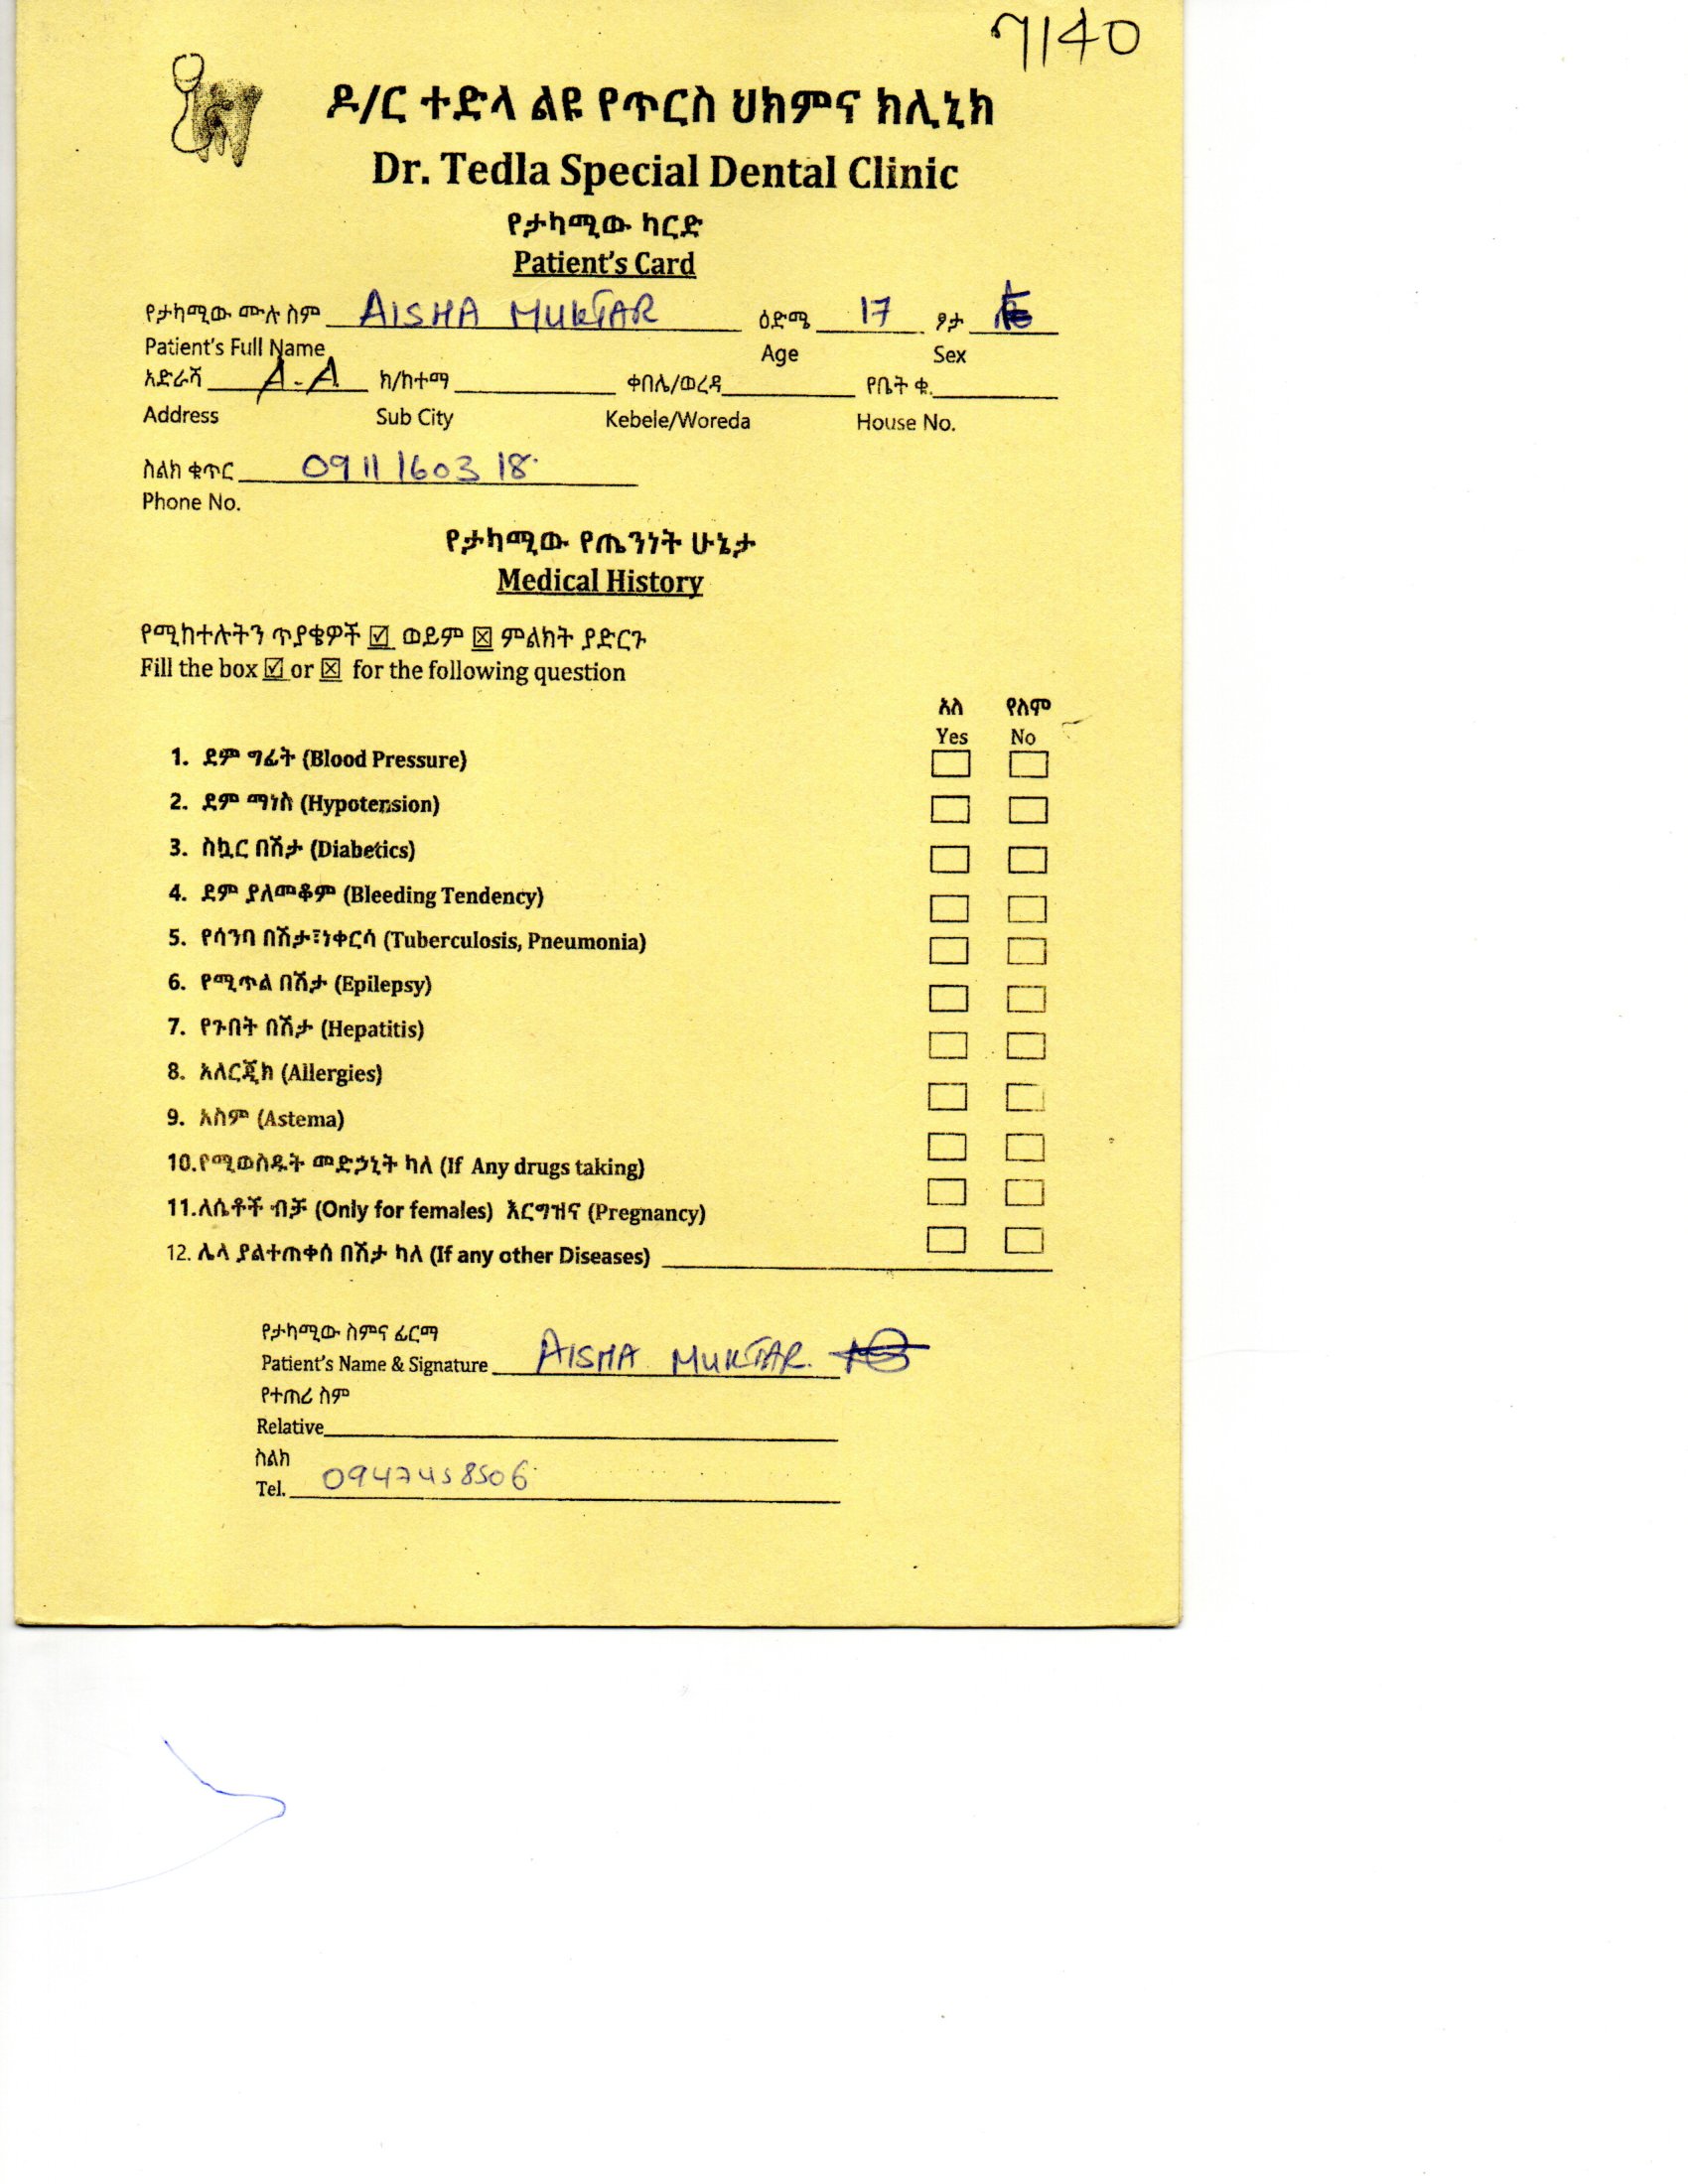 7140
ዶ/ር ተድላ ልዩ የጥርስ ህክምና ክሊኒክ
Dr. Tedla Special Dental Clinic
የታካሚው ካርድ
Patient's Card
የታካሚው ሙሉ ስም AISHA MUKTAR ዕድሜ 17 ፆታ
Patient's Full Name Age Sex
አድራሻ A.A ክ/ከተማ ቀበሌ/ወረዳ የቤት ቁ.
Address Sub City Kebele/Woreda House No.
ስልክ ቁጥር 0911160318
Phone No.
የታካሚው የጤንነት ሁኔታ
Medical History
የሚከተሉትን ጥያቄዎች ☑ ወይም ☒ ምልክት ያድርጉ
Fill the box ☑ or ☒ for the following question
አለ የለም
Yes No
1. ደም ግፊት (Blood Pressure)
2. ደም ማነስ (Hypotension)
3. ስኳር በሽታ (Diabetics)
4. ደም ያለመቆም (Bleeding Tendency)
5. የሳንባ በሽታ፣ነቀርሳ (Tuberculosis, Pneumonia)
6. የሚጥል በሽታ (Epilepsy)
7. የጉበት በሽታ (Hepatitis)
8. አለርጂክ (Allergies)
9. አስም (Astema)
10.የሚወስዱት መድኃኒት ካለ (If Any drugs taking)
11.ለሴቶች ብቻ (Only for females) እርግዝና (Pregnancy)
12. ሌላ ያልተጠቀሰ በሽታ ካለ (If any other Diseases)
የታካሚው ስምና ፊርማ
Patient's Name & Signature AISHA MUKTAR.
የተጠሪ ስም
Relative
ስልክ
Tel. 0947458506